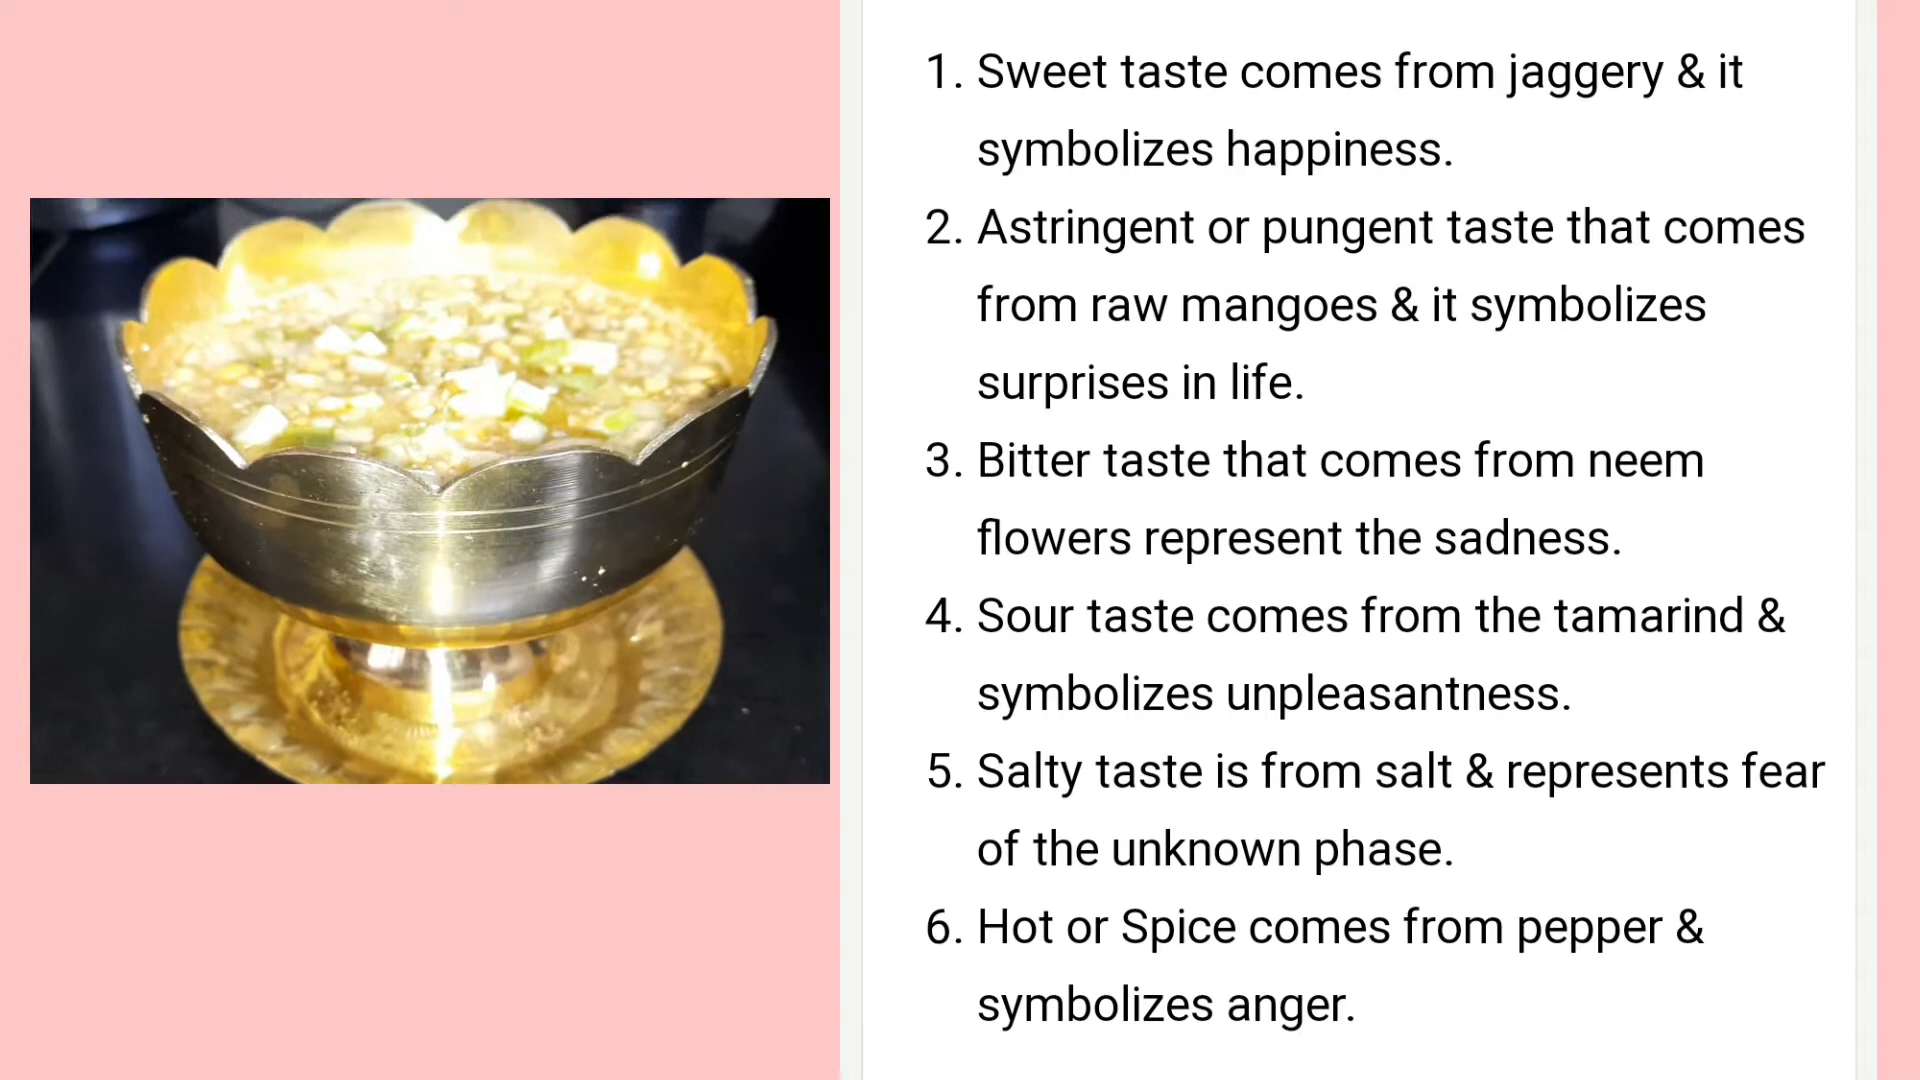 1. Sweet taste comes from jaggery & it
symbolizes happiness.
2. Astringent or pungent taste that comes
from raw mangoes & it symbolizes
surprises in life.
3. Bitter taste that comes from neem
flowers represent the sadness.
4. Sour taste comes from the tamarind &
symbolizes unpleasantness.
5. Salty taste is from salt & represents fear
of the unknown phase.
6. Hot or Spice comes from pepper &
symbolizes anger.